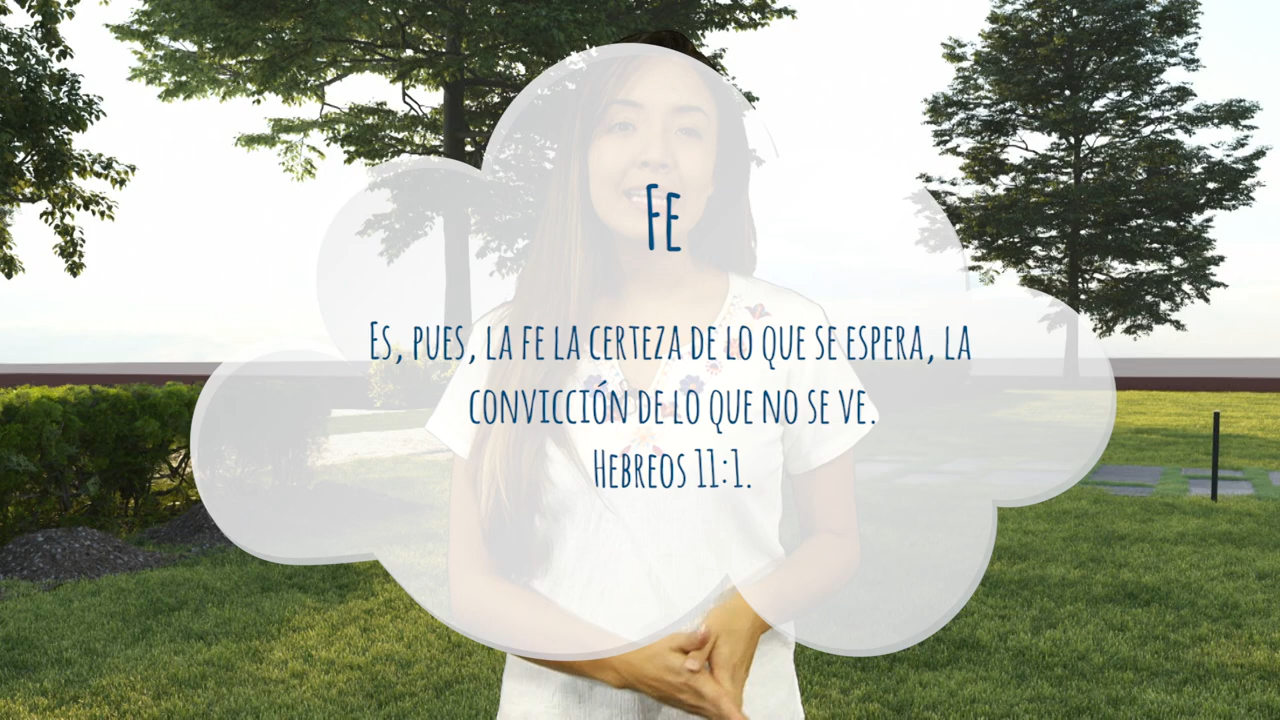 Fe
Es, pues, la fe la certeza de lo que se espera, la
convicción de lo que no se ve.
Hebreos 11:1.